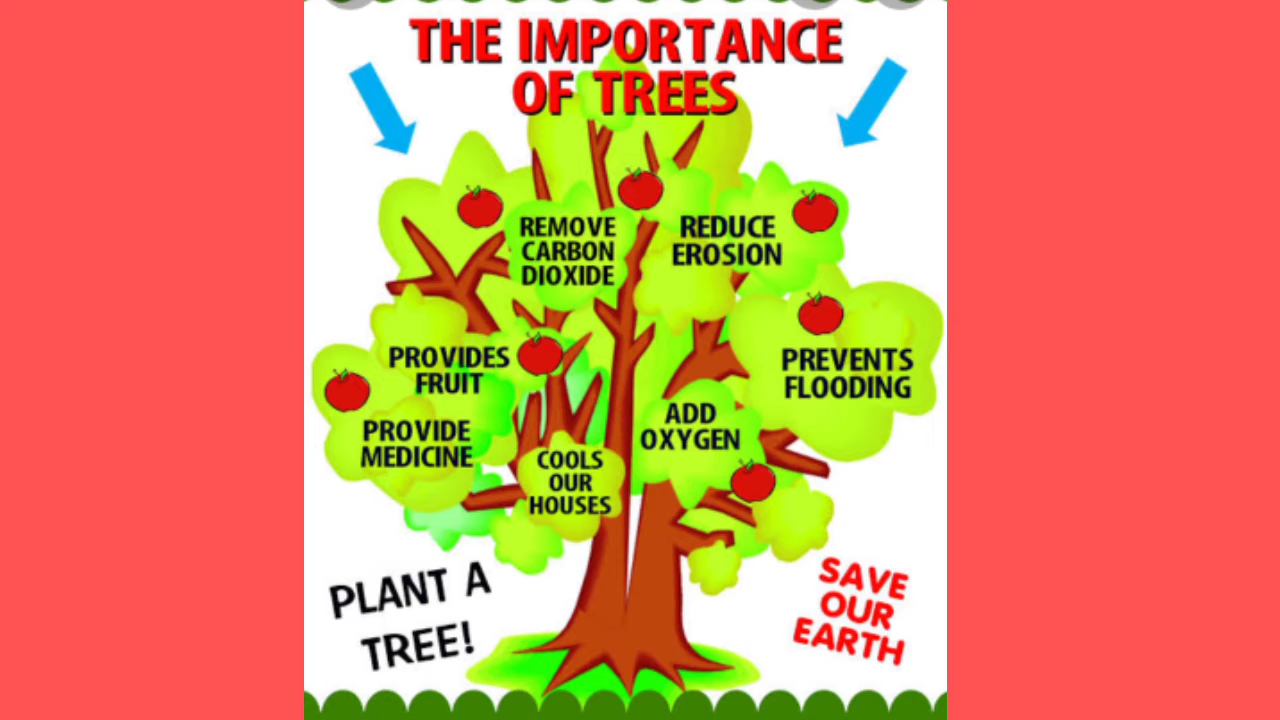 THE IMPORTANCE
OF TREES
REMOVE
CARBON
DIOXIDE
REDUCE
EROSION
PROVIDES
FRUIT
PREVENTS
FLOODING
PROVIDE
MEDICINE
ADD
OXYGEN
COOLS
OUR
HOUSES
PLANT A
TREE!
SAVE
OUR
EARTH